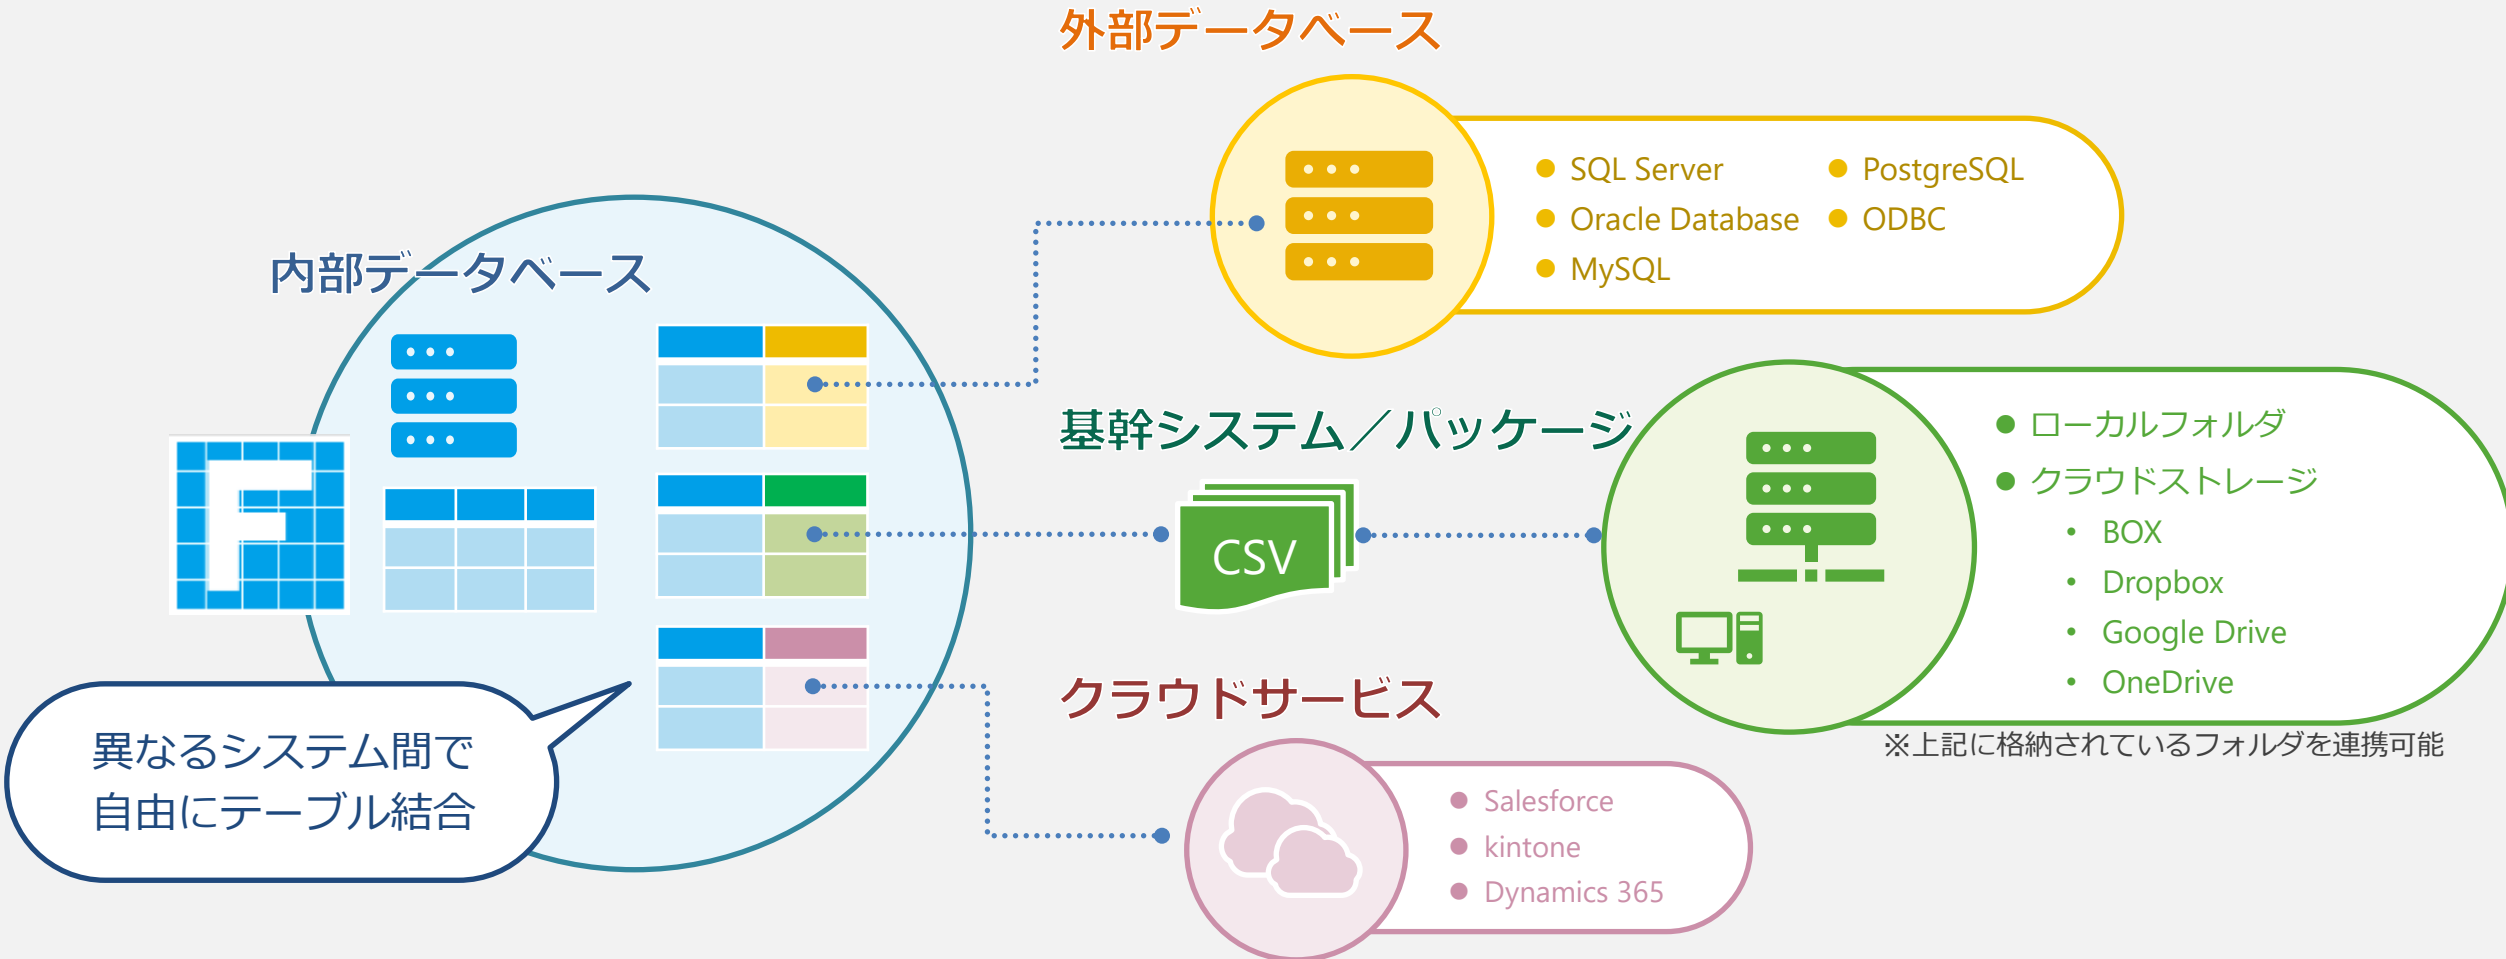 外部データベース
SQL Server
Oracle Database
MySQL
PostgreSQL
ODBC
内部データベース
F
基幹システム／パッケージ
CSV
ローカルフォルダ
クラウドストレージ
BOX
Dropbox
Google Drive
OneDrive
※上記に格納されているフォルダを連携可能
クラウドサービス
Salesforce
kintone
Dynamics 365
異なるシステム間で
自由にテーブル結合